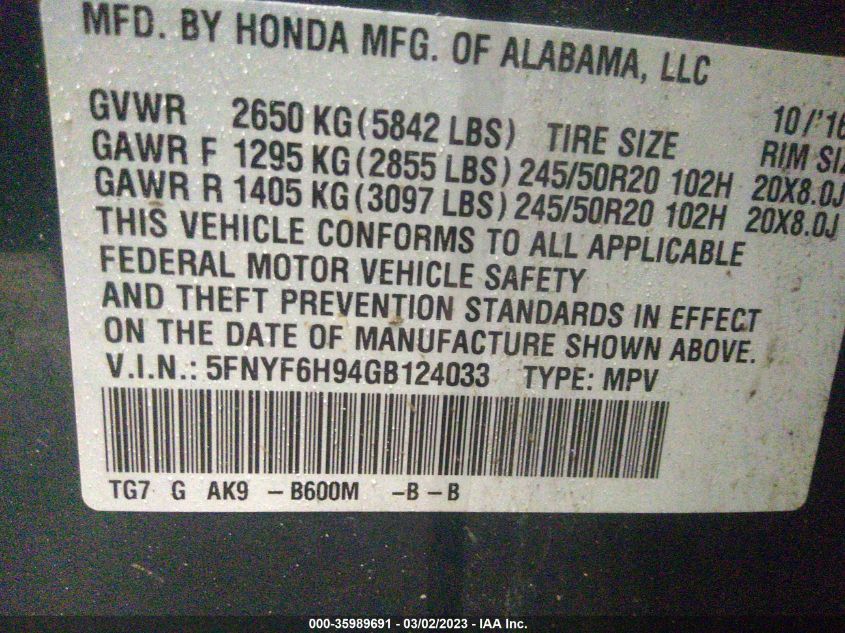 MFD. BY HONDA MFG. OF ALABAMA, LLC
10/'16
GVWR 2650 KG (5842 LBS) TIRE SIZE RIM SIZ
GAWR F 1295 KG (2855 LBS) 245/50R20 102H 20X8.0J
GAWR R 1405 KG (3097 LBS) 245/50R20 102H 20X8.0J
THIS VEHICLE CONFORMS TO ALL APPLICABLE
FEDERAL MOTOR VEHICLE SAFETY
AND THEFT PREVENTION STANDARDS IN EFFECT
ON THE DATE OF MANUFACTURE SHOWN ABOVE.
V.I.N.: 5FNYF6H94GB124033 TYPE: MPV
TG7 G AK9 -B600M -B-B
000-35989691 - 03/02/2023 - IAA Inc.